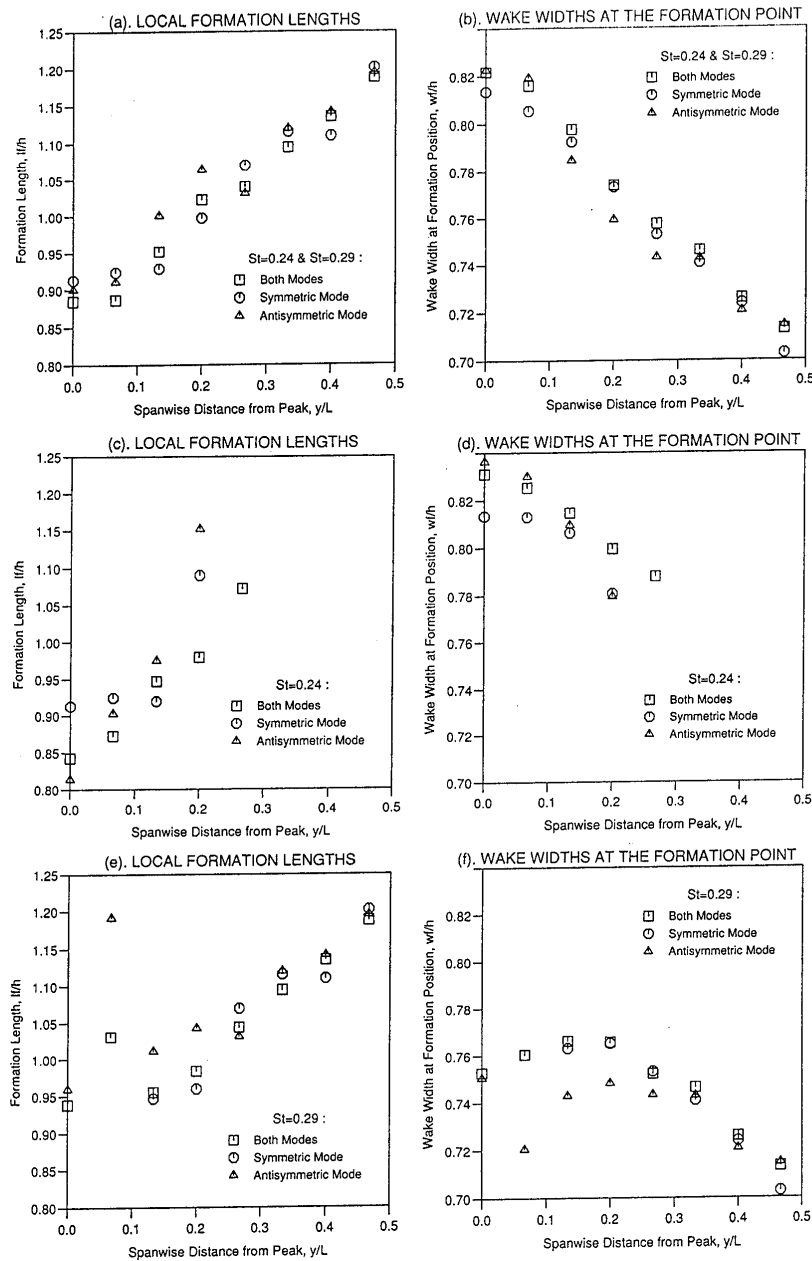 (a). LOCAL FORMATION LENGTHS
1.25
1.20
1.15
1.10
1.05
1.00
0.95
0.90
0.85
0.80
Formation Length, lf/h
St=0.24 & St=0.29 :
Both Modes
Symmetric Mode
Antisymmetric Mode
0.0 0.1 0.2 0.3 0.4 0.5
Spanwise Distance from Peak, y/L
(b). WAKE WIDTHS AT THE FORMATION POINT
0.82
0.80
0.78
0.76
0.74
0.72
0.70
Wake Width at Formation Position, wf/h
St=0.24 & St=0.29 :
Both Modes
Symmetric Mode
Antisymmetric Mode
0.0 0.1 0.2 0.3 0.4 0.5
Spanwise Distance from Peak, y/L
(c). LOCAL FORMATION LENGTHS
1.25
1.20
1.15
1.10
1.05
1.00
0.95
0.90
0.85
0.80
Formation Length, lf/h
St=0.24 :
Both Modes
Symmetric Mode
Antisymmetric Mode
0.0 0.1 0.2 0.3 0.4 0.5
Spanwise Distance from Peak, y/L
(d). WAKE WIDTHS AT THE FORMATION POINT
0.82
0.80
0.78
0.76
0.74
0.72
0.70
Wake Width at Formation Position, wf/h
St=0.24 :
Both Modes
Symmetric Mode
Antisymmetric Mode
0.0 0.1 0.2 0.3 0.4 0.5
Spanwise Distance from Peak, y/L
(e). LOCAL FORMATION LENGTHS
1.25
1.20
1.15
1.10
1.05
1.00
0.95
0.90
0.85
0.80
Formation Length, lf/h
St=0.29 :
Both Modes
Symmetric Mode
Antisymmetric Mode
0.0 0.1 0.2 0.3 0.4 0.5
Spanwise Distance from Peak, y/L
(f). WAKE WIDTHS AT THE FORMATION POINT
0.82
0.80
0.78
0.76
0.74
0.72
0.70
Wake Width at Formation Position, wf/h
St=0.29 :
Both Modes
Symmetric Mode
Antisymmetric Mode
0.0 0.1 0.2 0.3 0.4 0.5
Spanwise Distance from Peak, y/L